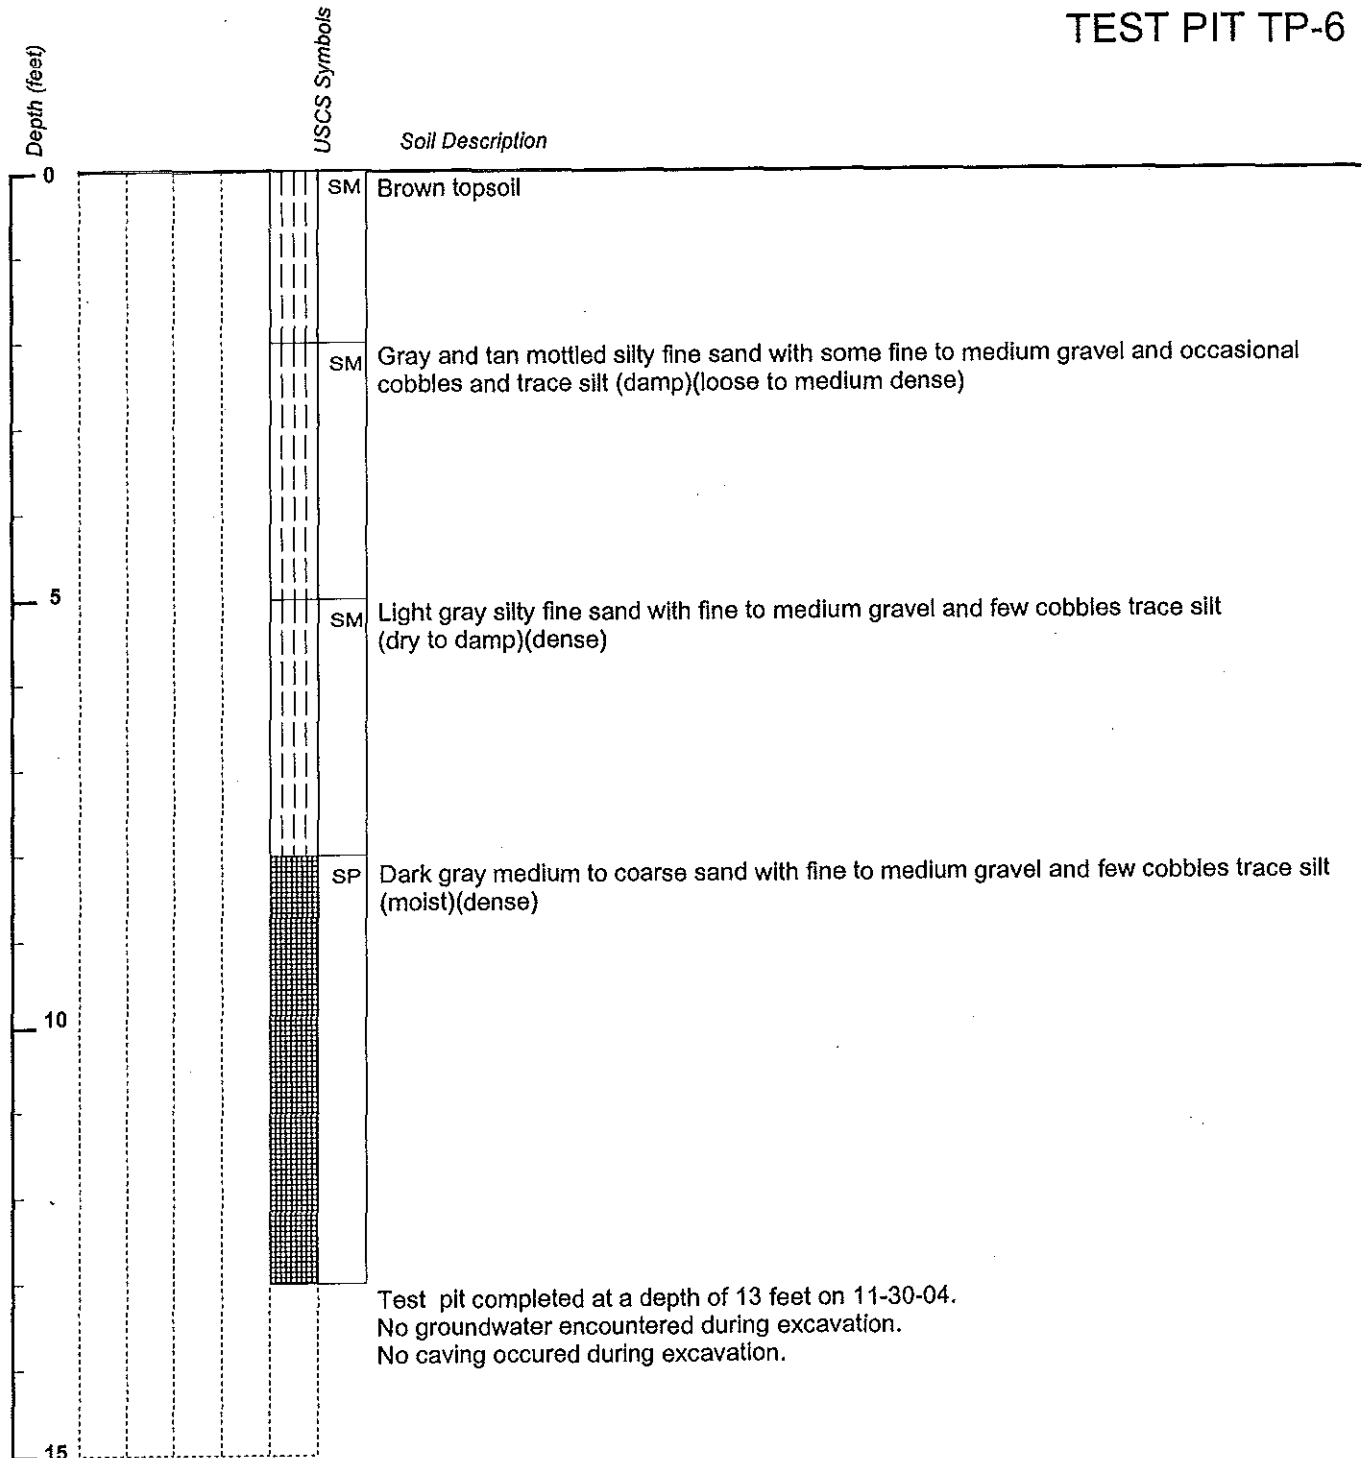 TEST PIT TP-6
Depth (feet)
USCS Symbols
Soil Description
0
SM
Brown topsoil
SM
Gray and tan mottled silty fine sand with some fine to medium gravel and occasional
cobbles and trace silt (damp)(loose to medium dense)
5
SM
Light gray silty fine sand with fine to medium gravel and few cobbles trace silt
(dry to damp)(dense)
SP
Dark gray medium to coarse sand with fine to medium gravel and few cobbles trace silt
(moist)(dense)
10
Test pit completed at a depth of 13 feet on 11-30-04.
No groundwater encountered during excavation.
No caving occured during excavation.
15